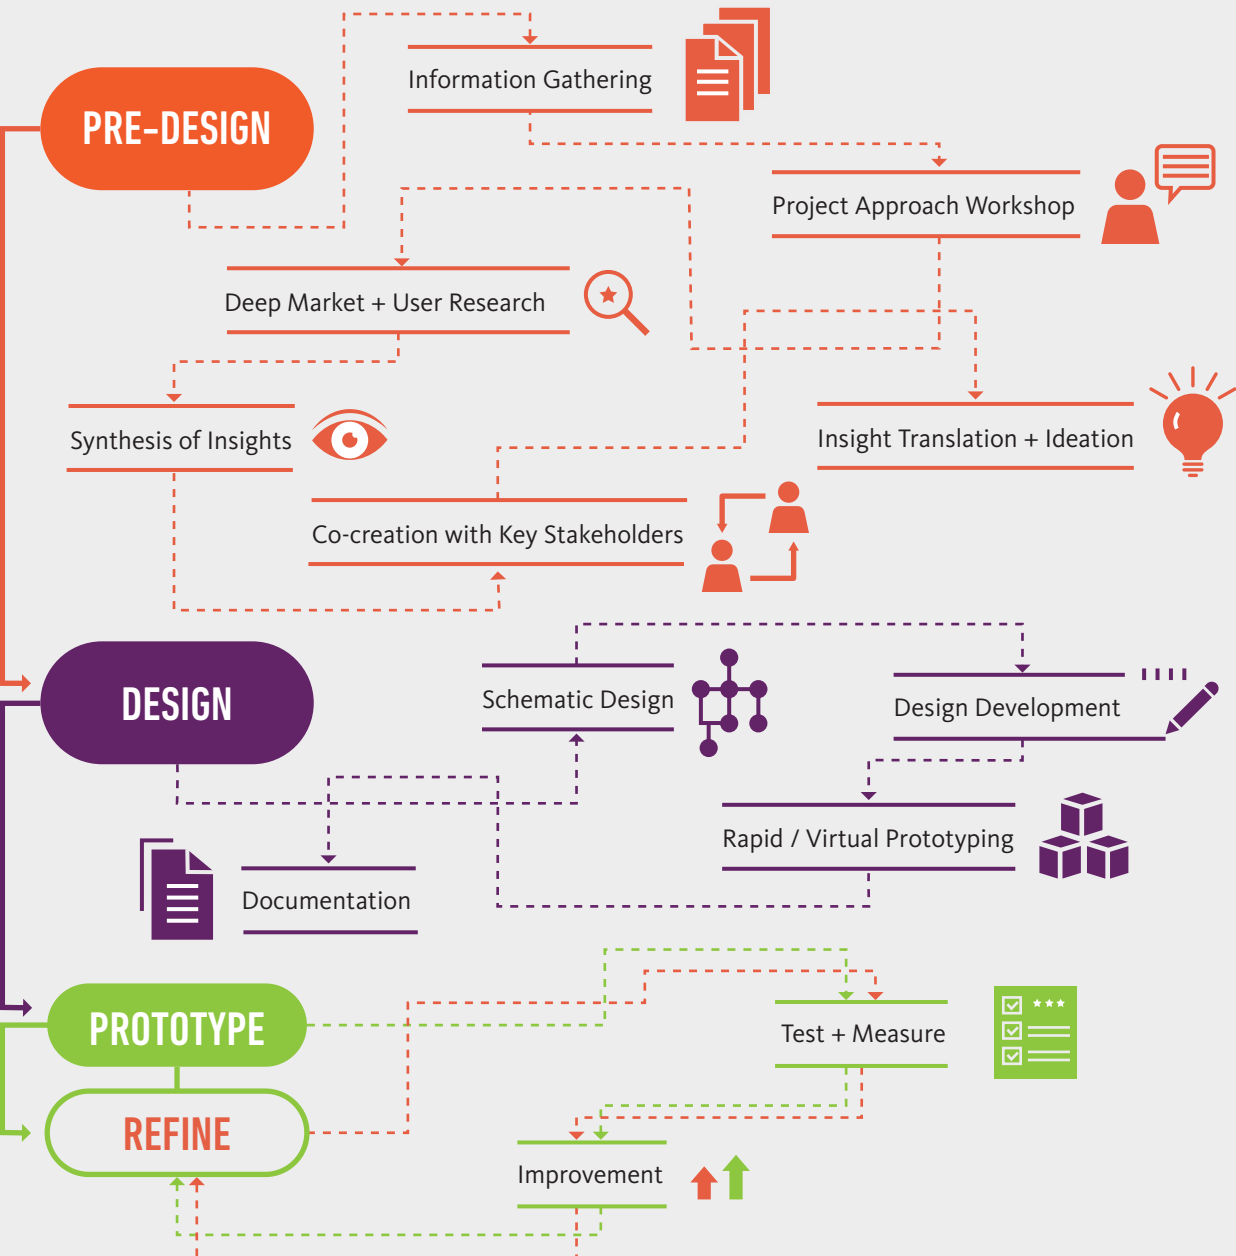 Information Gathering
PRE-DESIGN
Project Approach Workshop
Deep Market + User Research
Synthesis of Insights
Insight Translation + Ideation
Co-creation with Key Stakeholders
DESIGN
Schematic Design
Design Development
Rapid / Virtual Prototyping
Documentation
PROTOTYPE
Test + Measure
REFINE
Improvement